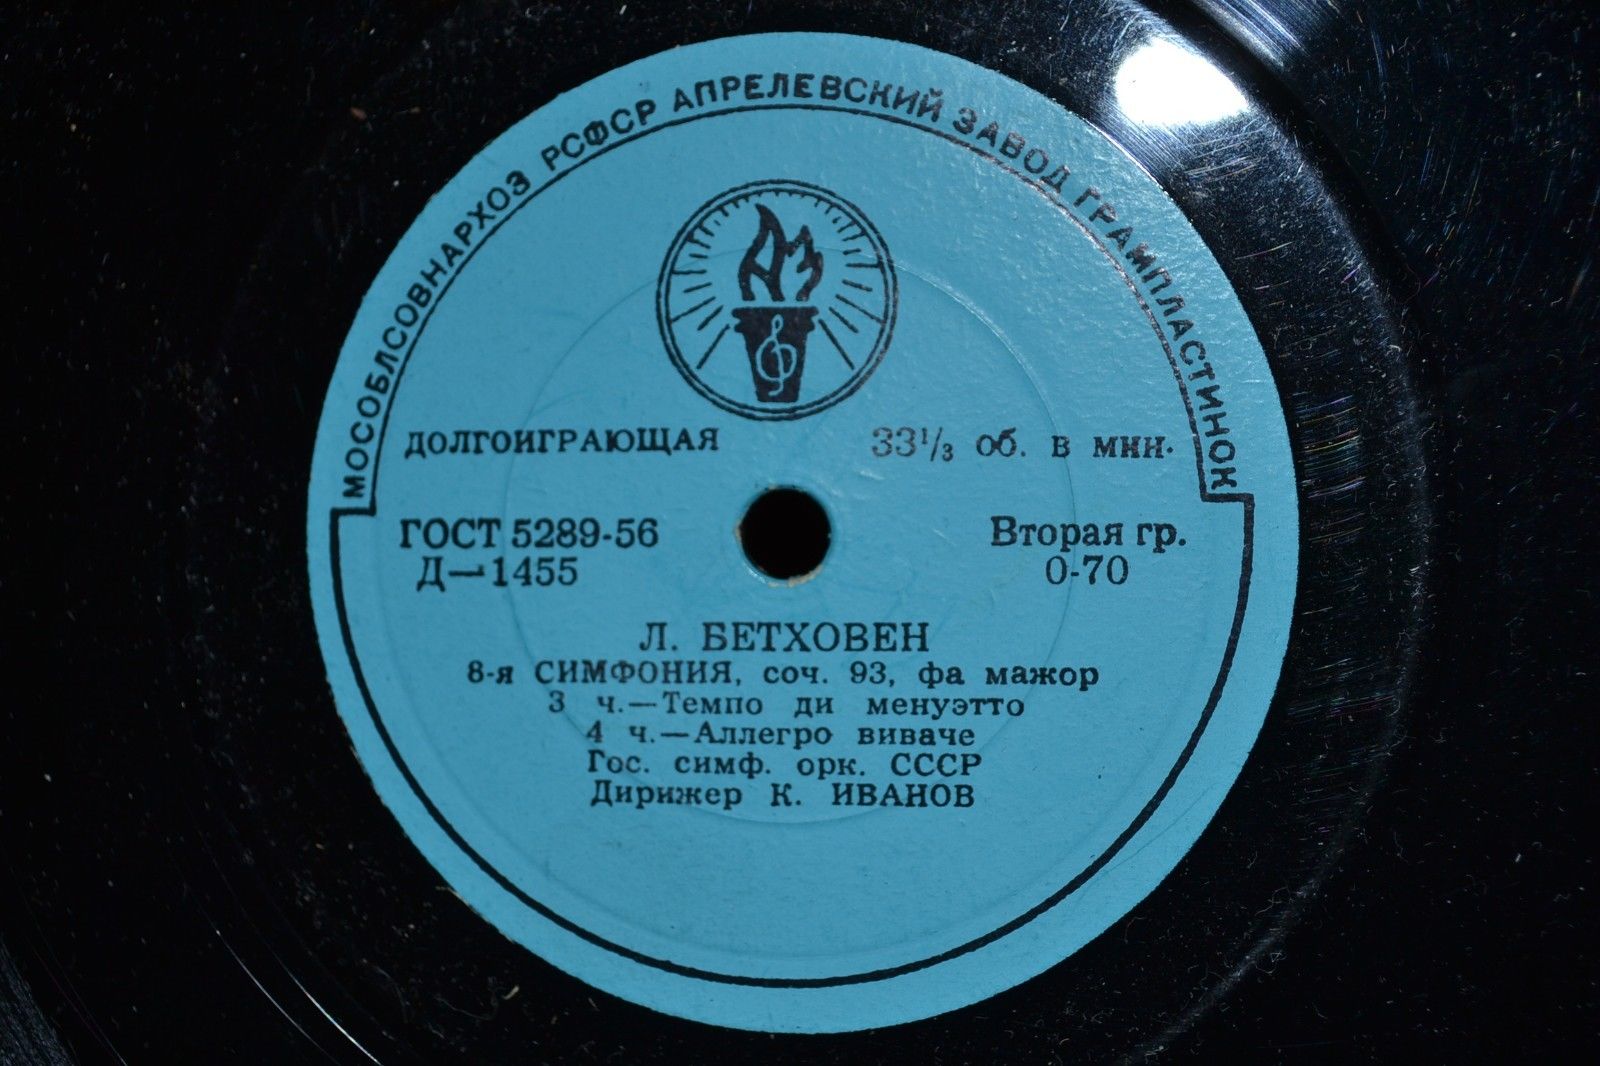 МОСОБЛСОВНАРХОЗ РСФСР АПРЕЛЕВСКИЙ ЗАВОД ГРАМПЛАСТИНОК
ДОЛГОИГРАЮЩАЯ 33⅓ об. в мин.
ГОСТ 5289-56 Вторая гр.
Д—1455 0-70
Л. БЕТХОВЕН
8-я СИМФОНИЯ, соч. 93, фа мажор
3 ч.—Темпо ди менуэтто
4 ч.—Аллегро виваче
Гос. симф. орк. СССР
Дирижер К. ИВАНОВ